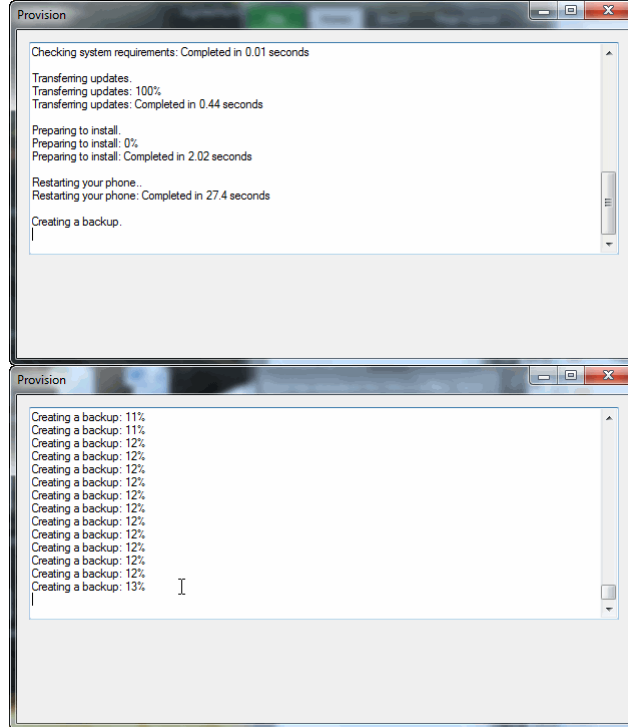 Provision
Checking system requirements: Completed in 0.01 seconds
Transferring updates.
Transferring updates: 100%
Transferring updates: Completed in 0.44 seconds
Preparing to install.
Preparing to install: 0%
Preparing to install: Completed in 2.02 seconds
Restarting your phone..
Restarting your phone: Completed in 27.4 seconds
Creating a backup.
Provision
Creating a backup: 11%
Creating a backup: 11%
Creating a backup: 12%
Creating a backup: 12%
Creating a backup: 12%
Creating a backup: 12%
Creating a backup: 12%
Creating a backup: 12%
Creating a backup: 12%
Creating a backup: 12%
Creating a backup: 12%
Creating a backup: 12%
Creating a backup: 12%
Creating a backup: 13%